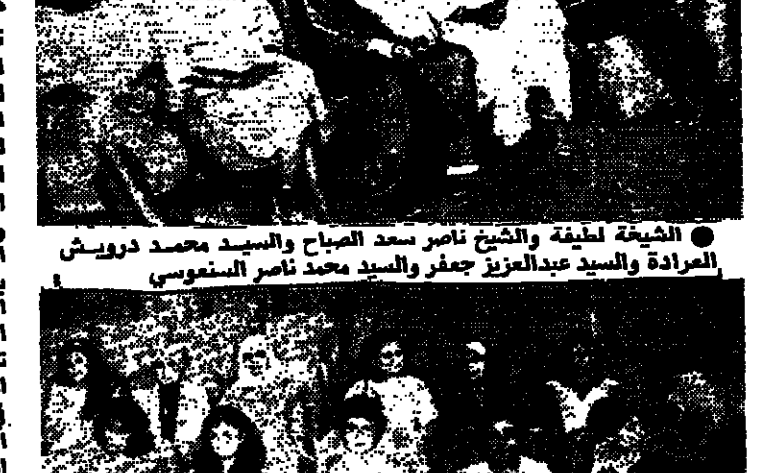 ● الشيخة لطيفة والشيخ ناصر سعد الصباح والسيد محمد درويش
العرادة والسيد عبدالعزيز جعفر والسيد محمد ناصر السنعوسي